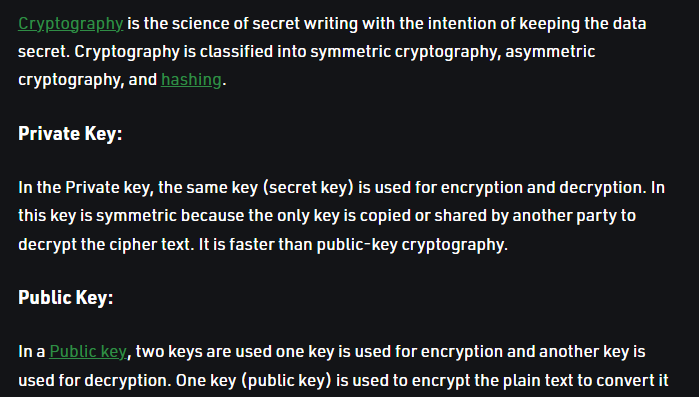 Cryptography is the science of secret writing with the intention of keeping the data
secret. Cryptography is classified into symmetric cryptography, asymmetric
cryptography, and hashing.
Private Key:
In the Private key, the same key (secret key) is used for encryption and decryption. In
this key is symmetric because the only key is copied or shared by another party to
decrypt the cipher text. It is faster than public-key cryptography.
Public Key:
In a Public key, two keys are used one key is used for encryption and another key is
used for decryption. One key (public key) is used to encrypt the plain text to convert it